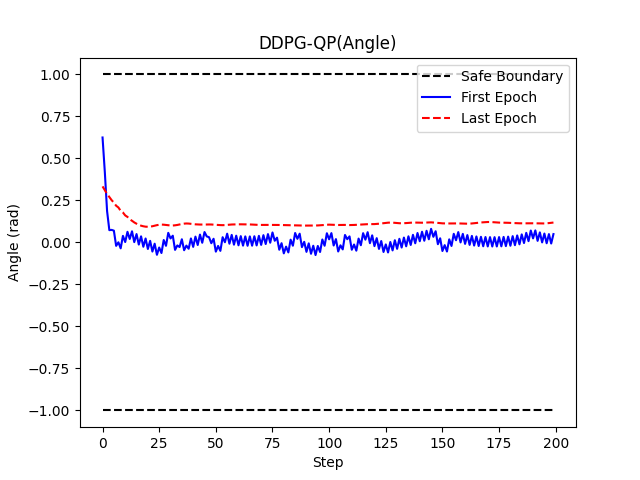 DDPG-QP(Angle)
Safe Boundary
First Epoch
Last Epoch
1.00
0.75
0.50
0.25
0.00
−0.25
−0.50
−0.75
−1.00
Angle (rad)
0 25 50 75 100 125 150 175 200
Step